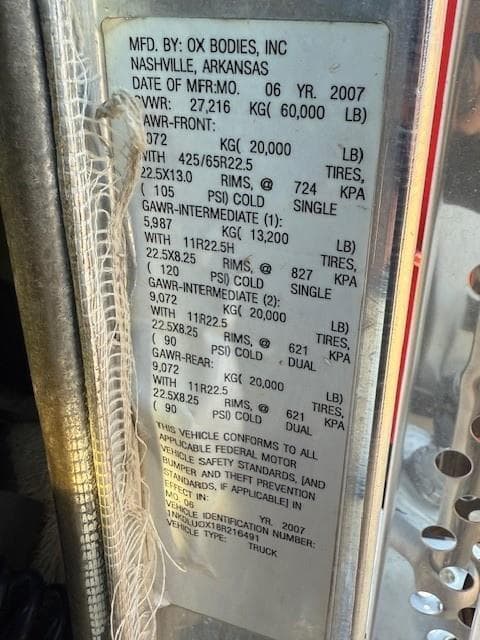 MFD. BY: OX BODIES, INC
NASHVILLE, ARKANSAS
DATE OF MFR:MO. 06 YR. 2007
VWR: 27,216 KG( 60,000 LB)
AWR-FRONT:
072 KG( 20,000 LB)
WITH 425/65R22.5 TIRES,
22.5X13.0 RIMS, @ 724 KPA
( 105 PSI) COLD SINGLE
GAWR-INTERMEDIATE (1):
5,987 KG( 13,200 LB)
WITH 11R22.5H TIRES,
22.5X8.25 RIMS, @ 827 KPA
( 120 PSI) COLD SINGLE
GAWR-INTERMEDIATE (2):
9,072 KG( 20,000 LB)
WITH 11R22.5 TIRES,
22.5X8.25 RIMS, @ 621 KPA
( 90 PSI) COLD DUAL
GAWR-REAR:
9,072 KG( 20,000 LB)
WITH 11R22.5 TIRES,
22.5X8.25 RIMS, @ 621 KPA
( 90 PSI) COLD DUAL
THIS VEHICLE CONFORMS TO ALL
APPLICABLE FEDERAL MOTOR
VEHICLE SAFETY STANDARDS, [AND
BUMPER AND THEFT PREVENTION
STANDARDS, IF APPLICABLE] IN
EFFECT IN:
MO. 06 YR. 2007
VEHICLE IDENTIFICATION NUMBER:
1NKDLUOX18R216491
VEHICLE TYPE: TRUCK